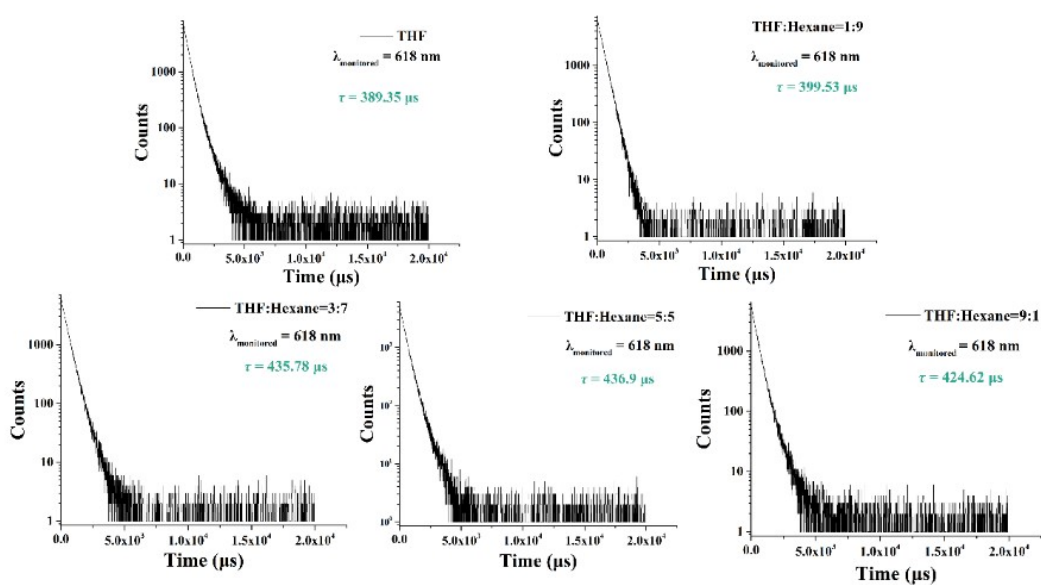 THF
λmonitored = 618 nm
τ = 389.35 μs
Counts
1000
100
10
1
0.0
5.0x10³
1.0x10⁴
1.5x10⁴
2.0x10⁴
Time (μs)
THF:Hexane=1:9
λmonitored = 618 nm
τ = 399.53 μs
Counts
1000
100
10
1
0.0
5.0x10³
1.0x10⁴
1.5x10⁴
2.0x10⁴
Time (μs)
THF:Hexane=3:7
λmonitored = 618 nm
τ = 435.78 μs
Counts
1000
100
10
1
0.0
5.0x10³
1.0x10⁴
1.5x10⁴
2.0x10⁴
Time (μs)
THF:Hexane=5:5
λmonitored = 618 nm
τ = 436.9 μs
Counts
10³
10²
10¹
10⁰
0.0
5.0x10³
1.0x10⁴
1.5x10⁴
2.0x10⁴
Time (μs)
THF:Hexane=9:1
λmonitored = 618 nm
τ = 424.62 μs
Counts
1000
100
10
1
0.0
5.0x10³
1.0x10⁴
1.5x10⁴
2.0x10⁴
Time (μs)